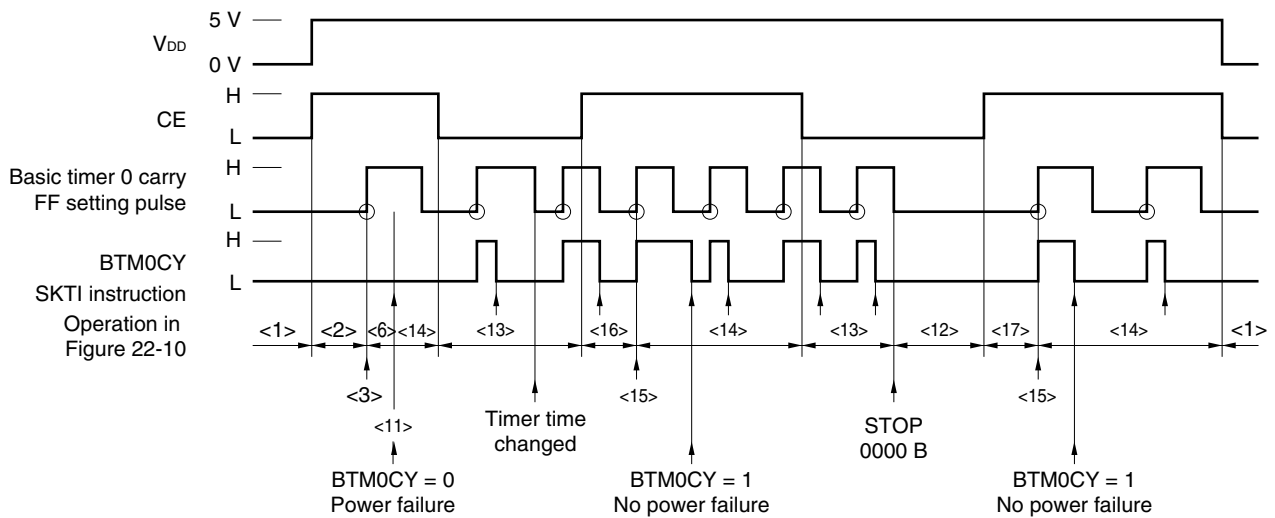 5 V
VDD
0 V
H
CE
L
H
Basic timer 0 carry
FF setting pulse
L
H
BTM0CY
L
SKTI instruction
Operation in
Figure 22-10
<1> <2> <6> <14> <13> <16> <14> <13> <12> <17> <14> <1>
<3> <15> <15>
<11>
Timer time
changed
STOP
0000 B
BTM0CY = 0
Power failure
BTM0CY = 1
No power failure
BTM0CY = 1
No power failure